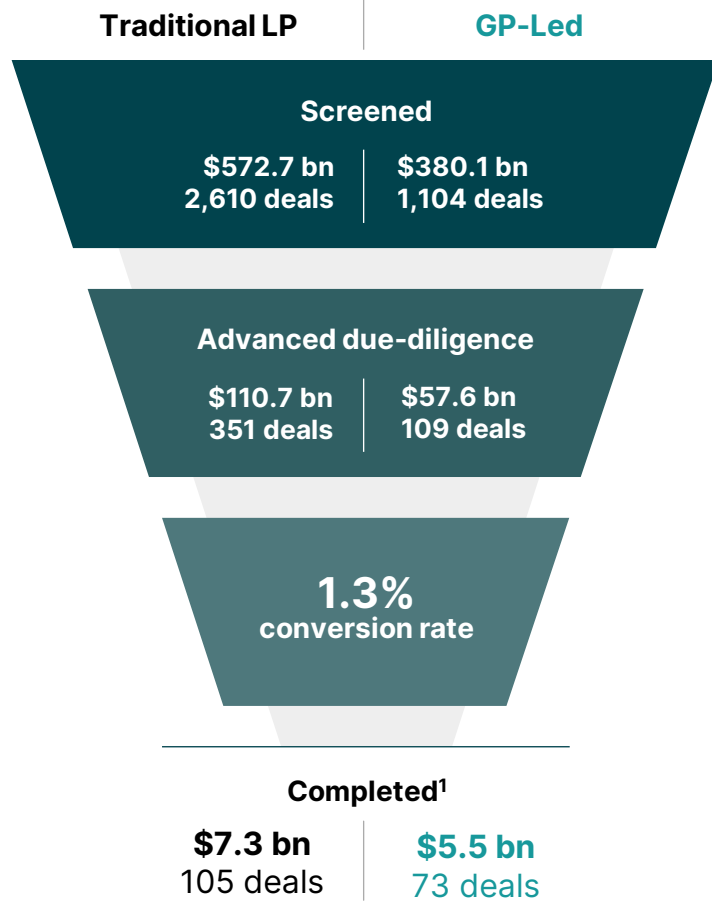 Traditional LP
GP-Led
Screened
$572.7 bn
2,610 deals
$380.1 bn
1,104 deals
Advanced due-diligence
$110.7 bn
351 deals
$57.6 bn
109 deals
1.3%
conversion rate
Completed¹
$7.3 bn
105 deals
$5.5 bn
73 deals